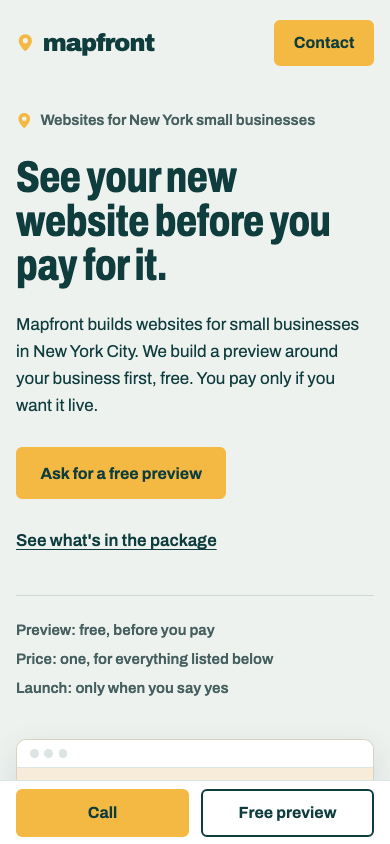 mapfront
Contact
Websites for New York small businesses
See your new
website before you
pay for it.
Mapfront builds websites for small businesses
in New York City. We build a preview around
your business first, free. You pay only if you
want it live.
Ask for a free preview
See what's in the package
Preview: free, before you pay
Price: one, for everything listed below
Launch: only when you say yes
Call
Free preview